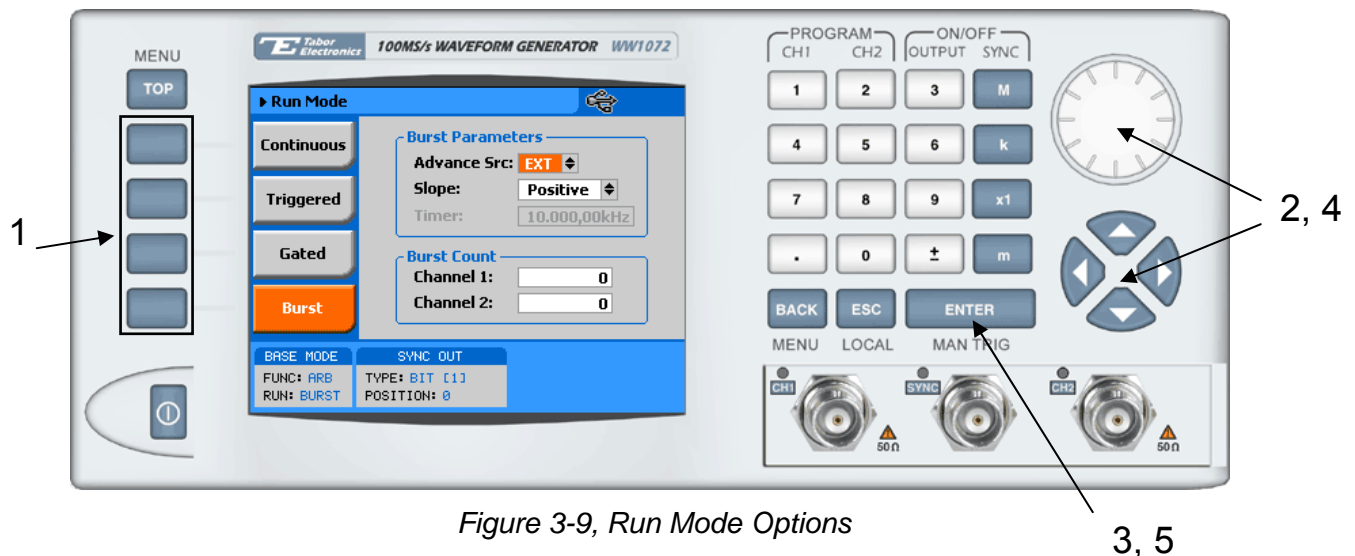 MENU
TOP
Tabor Electronics 100MS/s WAVEFORM GENERATOR WW1072
Run Mode
Continuous
Triggered
Gated
Burst
Burst Parameters
Advance Src: EXT
Slope: Positive
Timer: 10.000,00kHz
Burst Count
Channel 1: 0
Channel 2: 0
BASE MODE
FUNC: ARB
RUN: BURST
SYNC OUT
TYPE: BIT [1]
POSITION: 0
PROGRAM
CH1 CH2
ON/OFF
OUTPUT SYNC
1 2 3 M
4 5 6 k
7 8 9 x1
. 0 ± m
BACK ESC ENTER
MENU LOCAL MAN TRIG
CH1 SYNC CH2
50Ω 50Ω
1
2, 4
3, 5
Figure 3-9, Run Mode Options